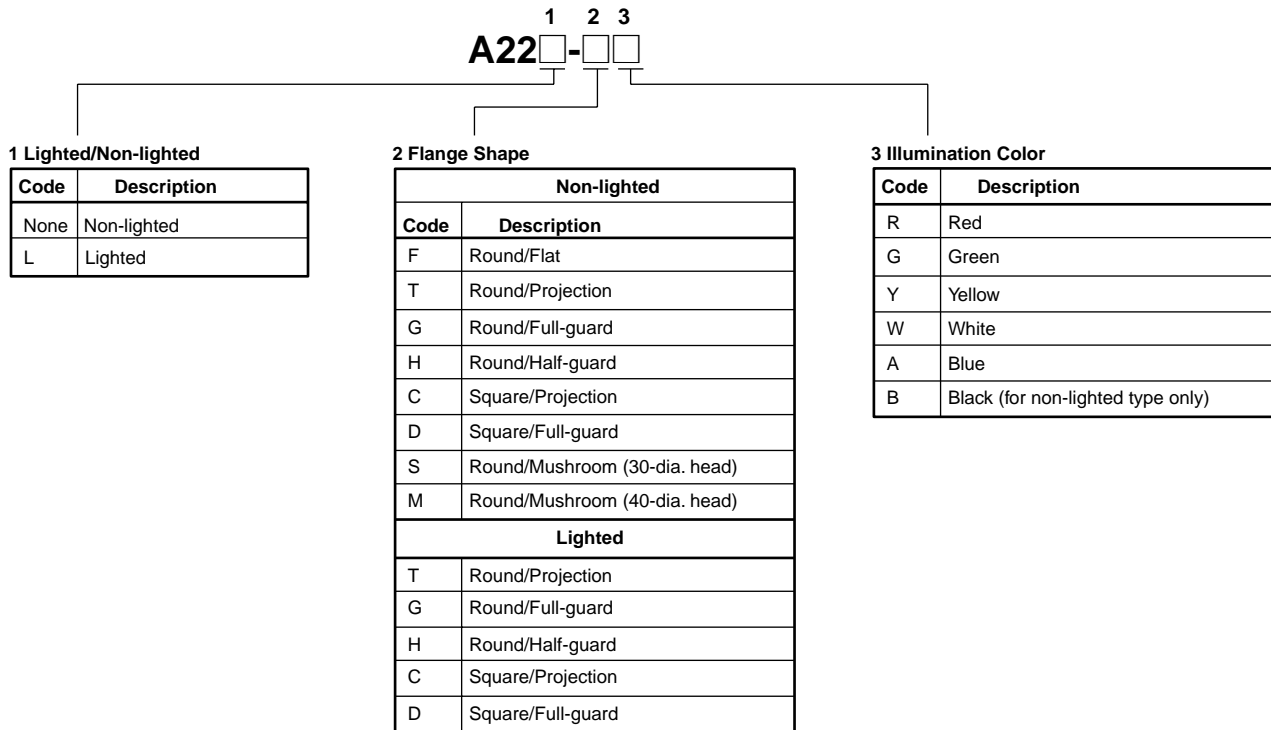 1 2 3
A22□-□□
1 Lighted/Non-lighted
Code Description
None Non-lighted
L Lighted
2 Flange Shape
Non-lighted
Code Description
F Round/Flat
T Round/Projection
G Round/Full-guard
H Round/Half-guard
C Square/Projection
D Square/Full-guard
S Round/Mushroom (30-dia. head)
M Round/Mushroom (40-dia. head)
Lighted
T Round/Projection
G Round/Full-guard
H Round/Half-guard
C Square/Projection
D Square/Full-guard
3 Illumination Color
Code Description
R Red
G Green
Y Yellow
W White
A Blue
B Black (for non-lighted type only)